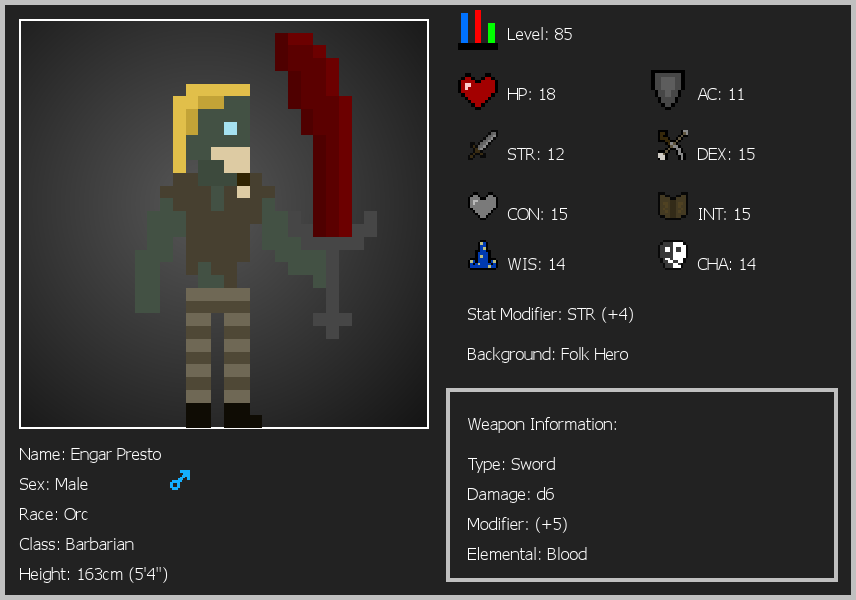 Level: 85
HP: 18
AC: 11
STR: 12
DEX: 15
CON: 15
INT: 15
WIS: 14
CHA: 14
Stat Modifier: STR (+4)
Background: Folk Hero
Weapon Information:
Type: Sword
Damage: d6
Modifier: (+5)
Elemental: Blood
Name: Engar Presto
Sex: Male
Race: Orc
Class: Barbarian
Height: 163cm (5'4")